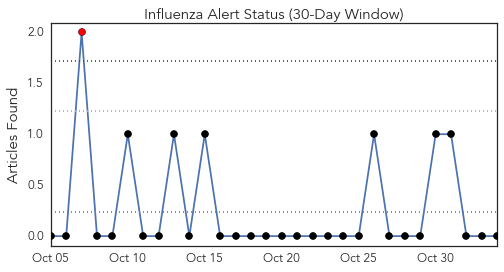 Influenza Alert Status (30-Day Window)
Articles Found
2.0
1.5
1.0
0.5
0.0
Oct 05
Oct 10
Oct 15
Oct 20
Oct 25
Oct 30